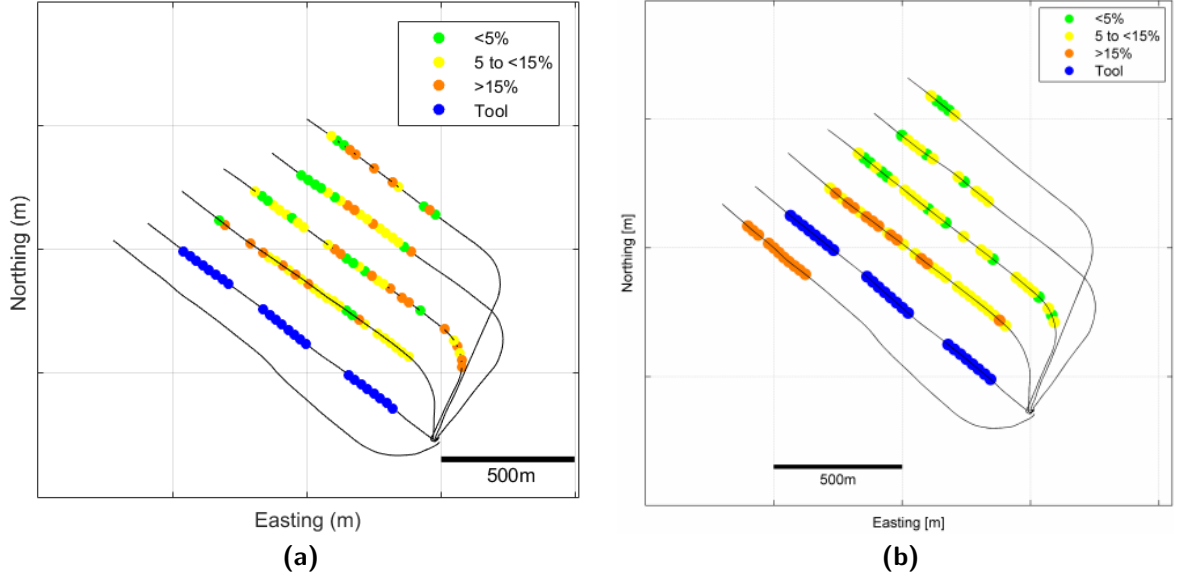 <5%
5 to <15%
>15%
Tool
Northing (m)
500m
Easting (m)
(a)
<5%
5 to <15%
>15%
Tool
Northing [m]
500m
Easting [m]
(b)